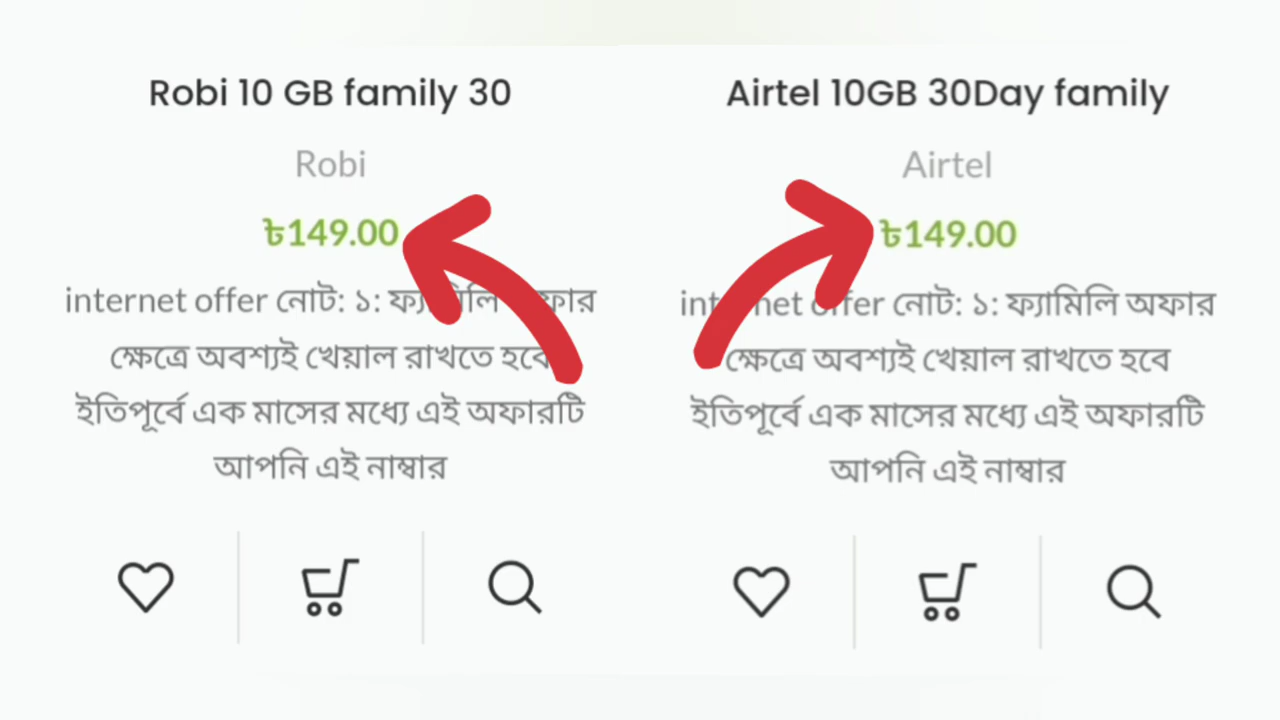 Robi 10 GB family 30
Robi
৳149.00
internet offer নোট: ১: ফ্যামিলি অফার
ক্ষেত্রে অবশ্যই খেয়াল রাখতে হবে
ইতিপূর্বে এক মাসের মধ্যে এই অফারটি
আপনি এই নাম্বার
Airtel 10GB 30Day family
Airtel
৳149.00
internet offer নোট: ১: ফ্যামিলি অফার
ক্ষেত্রে অবশ্যই খেয়াল রাখতে হবে
ইতিপূর্বে এক মাসের মধ্যে এই অফারটি
আপনি এই নাম্বার